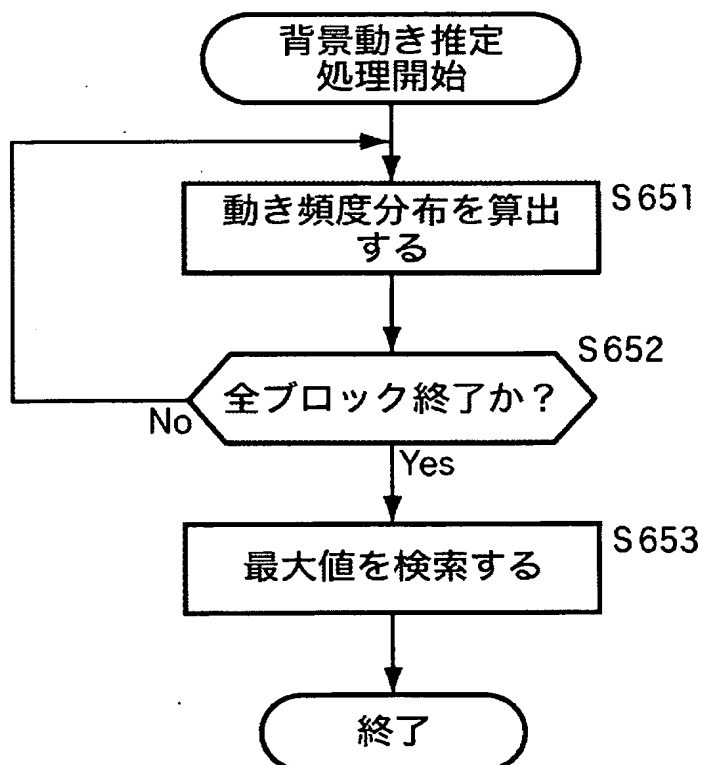 背景動き推定
処理開始
動き頻度分布を算出
する
S651
全ブロック終了か？
S652
No
Yes
最大値を検索する
S653
終了